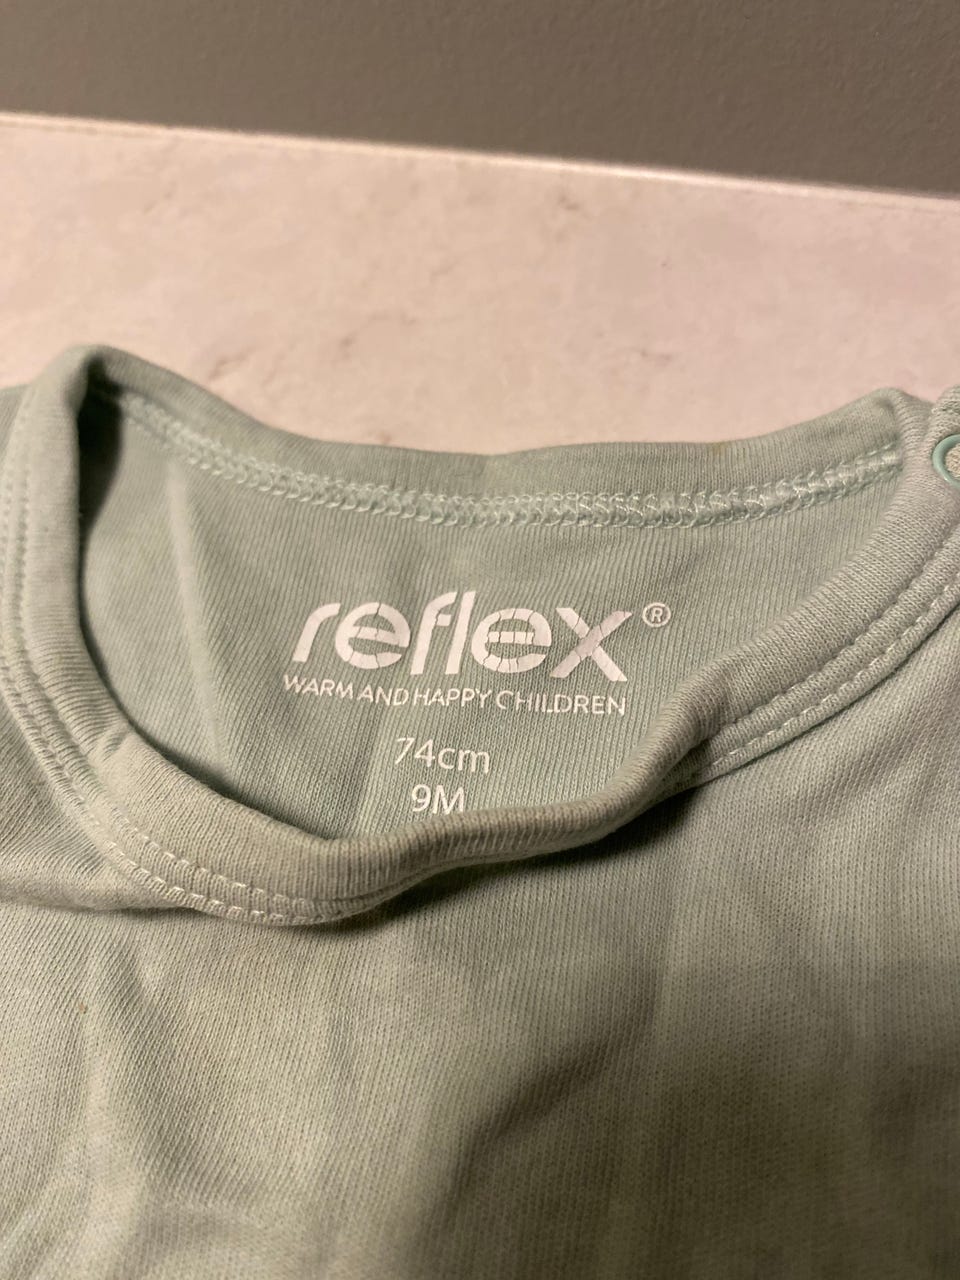 reflex®
WARM AND HAPPY CHILDREN
74cm
9M